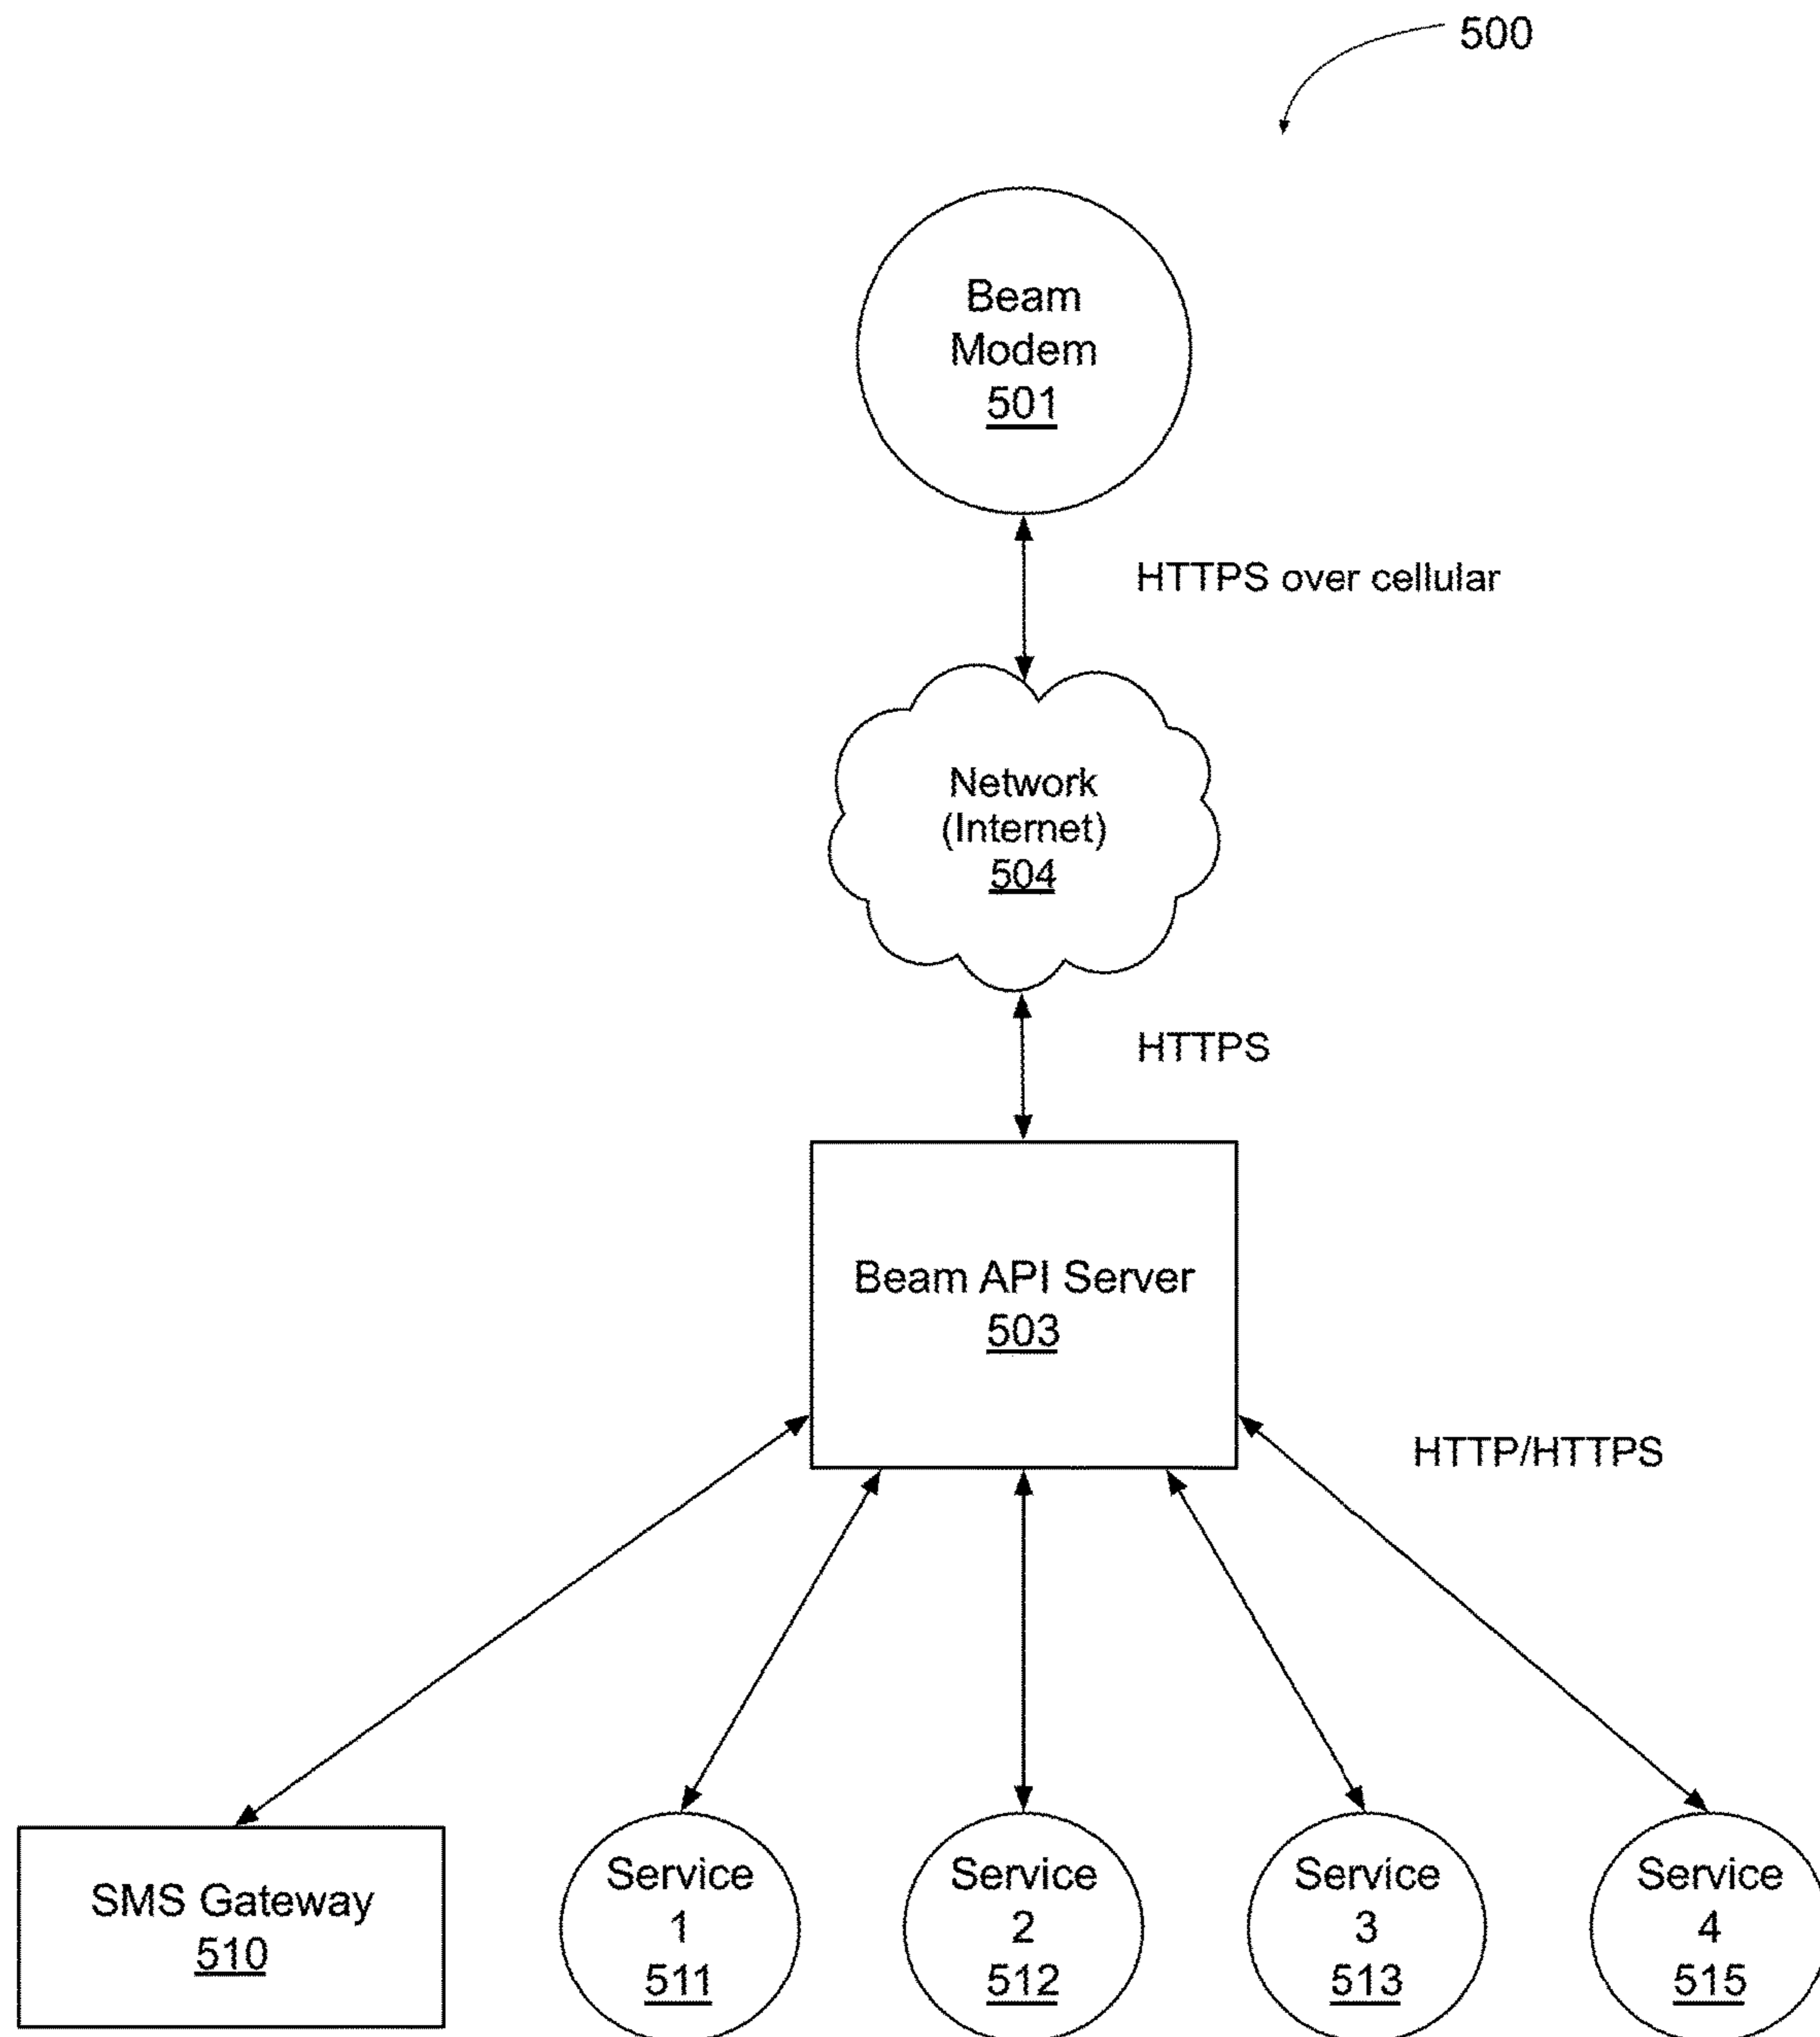 500
Beam
Modem
501
HTTPS over cellular
Network
(Internet)
504
HTTPS
Beam API Server
503
HTTP/HTTPS
SMS Gateway
510
Service
1
511
Service
2
512
Service
3
513
Service
4
515